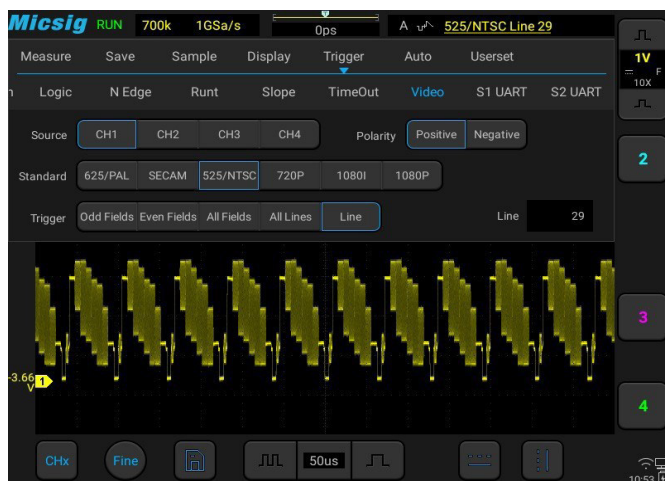 Micsig RUN 700k 1GSa/s T 0ps A 525/NTSC Line 29
Measure Save Sample Display Trigger Auto Userset
Logic N Edge Runt Slope TimeOut Video S1 UART S2 UART
Source CH1 CH2 CH3 CH4 Polarity Positive Negative
Standard 625/PAL SECAM 525/NTSC 720P 1080I 1080P
Trigger Odd Fields Even Fields All Fields All Lines Line Line 29
1V
F
10X
2
3
4
-3.66
V
1
CHx Fine 50us
10:53